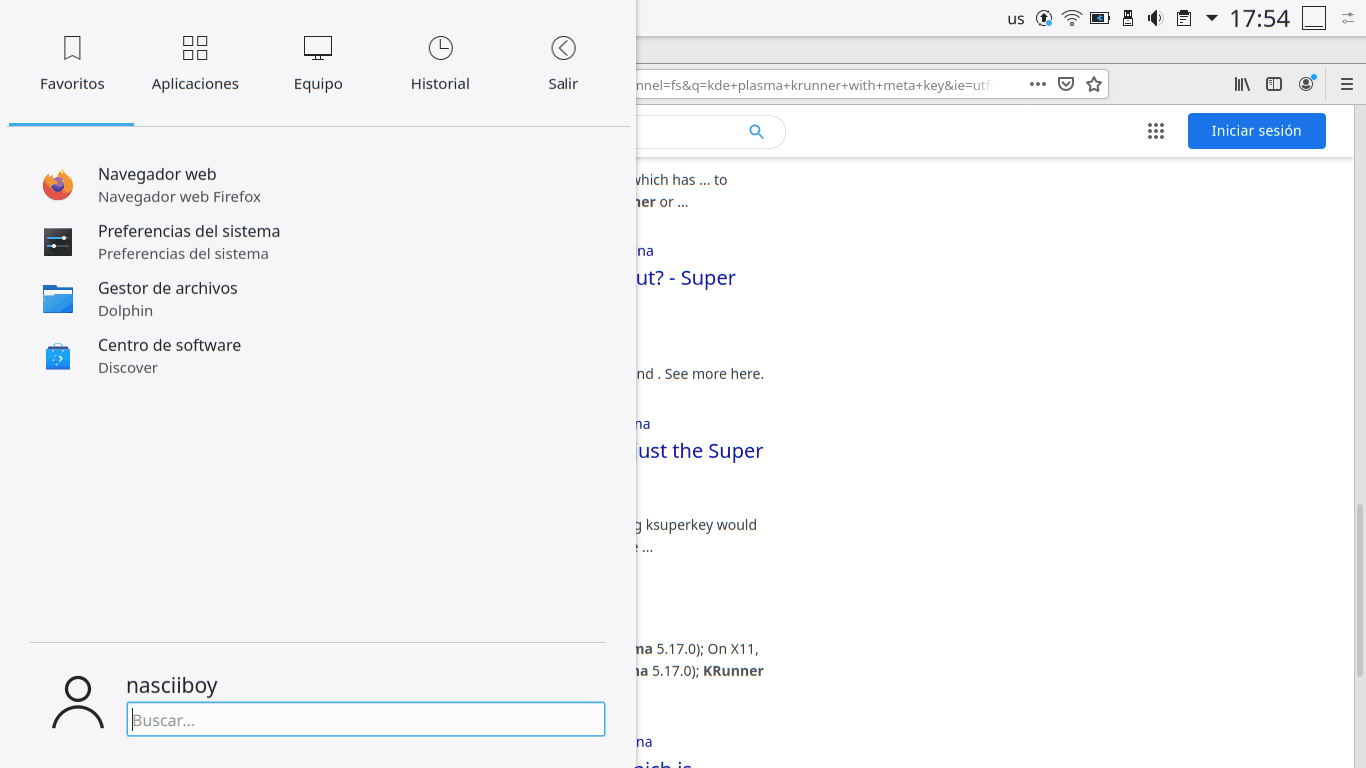 us 17:54
Favoritos Aplicaciones Equipo Historial Salir
nnel=fs&q=kde+plasma+krunner+with+meta+key&ie=utf
Iniciar sesión
Navegador web
Navegador web Firefox
Preferencias del sistema
Preferencias del sistema
Gestor de archivos
Dolphin
Centro de software
Discover
nasciiboy
Buscar...
which has ... to
ner or ...
na
ut? - Super
nd . See more here.
na
ust the Super
g ksuperkey would
e ...
ma 5.17.0); On X11,
na 5.17.0); KRunner
na